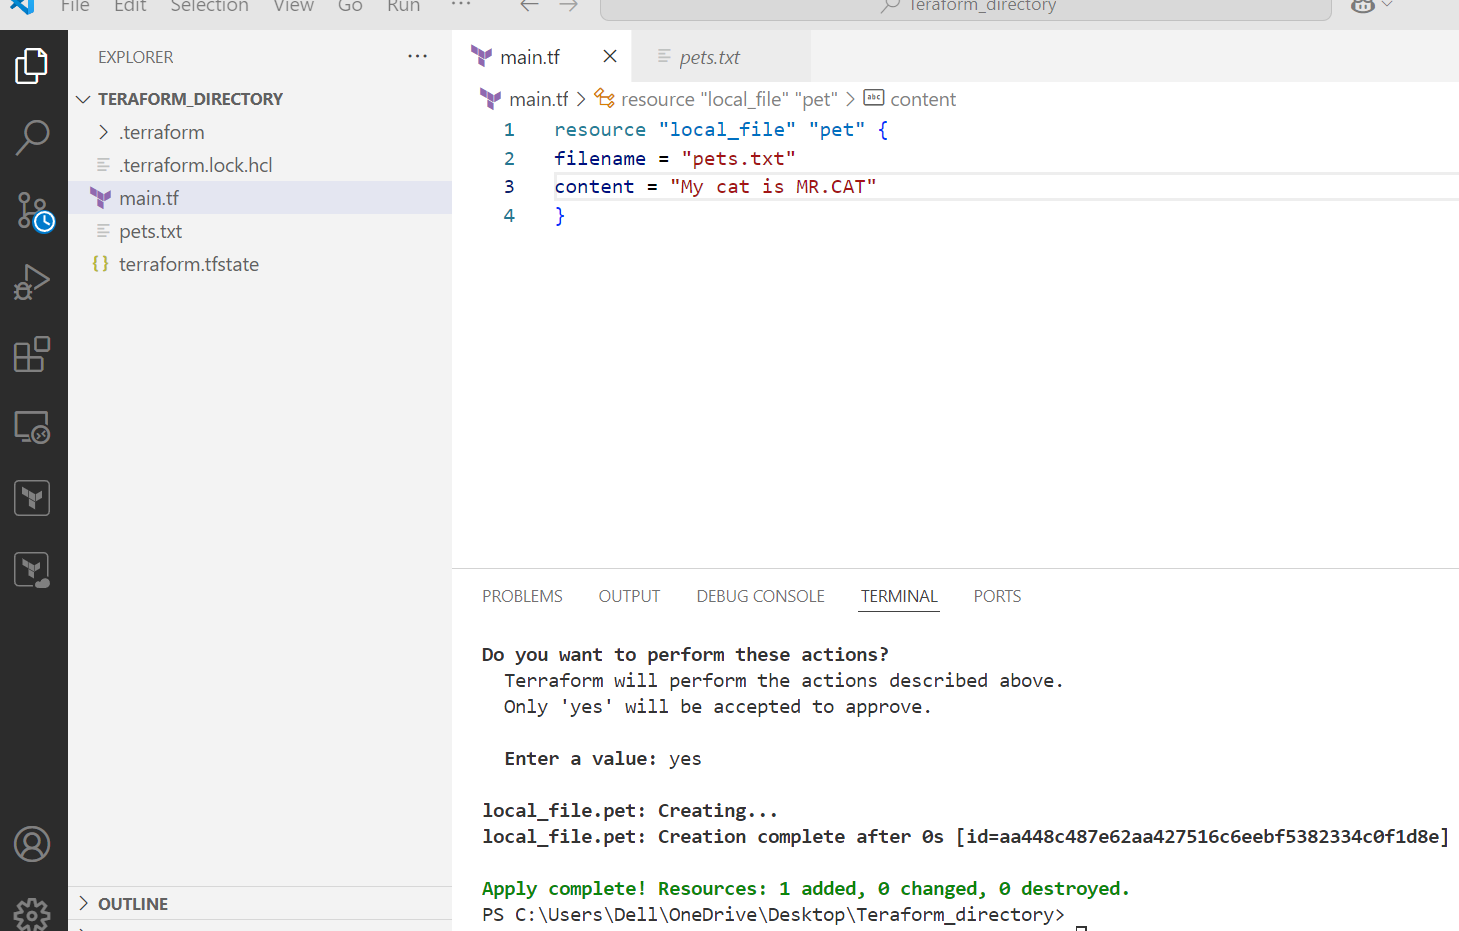 File Edit Selection View Go Run ··· Teraform_directory
EXPLORER ···
TERAFORM_DIRECTORY
.terraform
.terraform.lock.hcl
main.tf
pets.txt
terraform.tfstate
OUTLINE
main.tf pets.txt
main.tf > resource "local_file" "pet" > abc content
1 resource "local_file" "pet" {
2 filename = "pets.txt"
3 content = "My cat is MR.CAT"
4 }
PROBLEMS OUTPUT DEBUG CONSOLE TERMINAL PORTS
Do you want to perform these actions?
Terraform will perform the actions described above.
Only 'yes' will be accepted to approve.
Enter a value: yes
local_file.pet: Creating...
local_file.pet: Creation complete after 0s [id=aa448c487e62aa427516c6eebf5382334c0f1d8e]
Apply complete! Resources: 1 added, 0 changed, 0 destroyed.
PS C:\Users\Dell\OneDrive\Desktop\Teraform_directory>